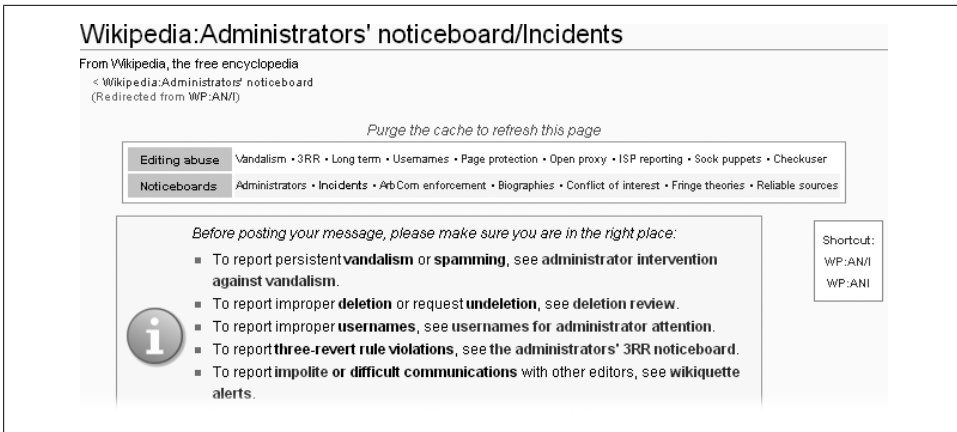 Wikipedia:Administrators' noticeboard/Incidents
From Wikipedia, the free encyclopedia
< Wikipedia:Administrators' noticeboard
(Redirected from WP:AN/I)
Purge the cache to refresh this page
Editing abuse Vandalism • 3RR • Long term • Usernames • Page protection • Open proxy • ISP reporting • Sock puppets • Checkuser
Noticeboards Administrators • Incidents • ArbCom enforcement • Biographies • Conflict of interest • Fringe theories • Reliable sources
Before posting your message, please make sure you are in the right place:
■ To report persistent vandalism or spamming, see administrator intervention
against vandalism.
■ To report improper deletion or request undeletion, see deletion review.
■ To report improper usernames, see usernames for administrator attention.
■ To report three-revert rule violations, see the administrators' 3RR noticeboard.
■ To report impolite or difficult communications with other editors, see wikiquette
alerts.
Shortcut:
WP:AN/I
WP:ANI